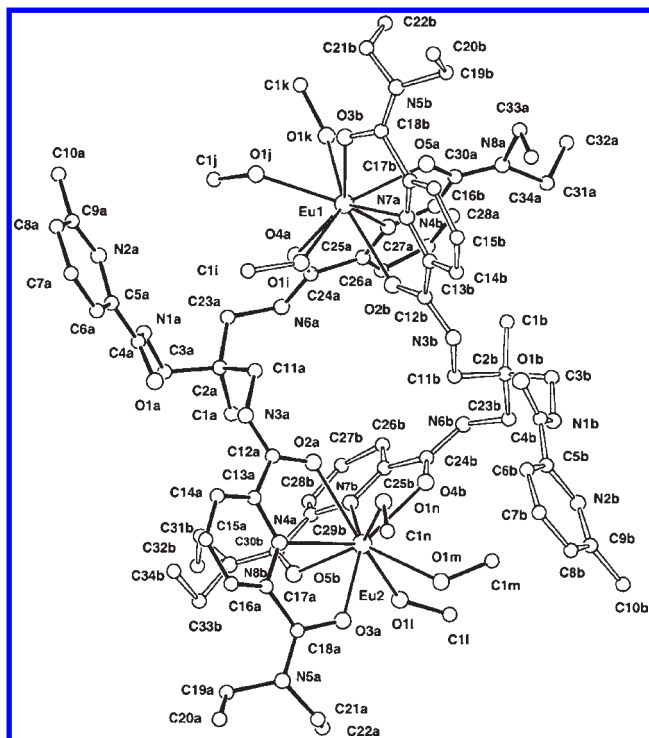 C22b
C21b
C20b
C19b
C1k
N5b
C33a
O3b
C18b
C32a
O1k
O5a
N8a
O1j
C30a
C10a
C1j
C17b
C16b
C31a
C9a
N7a
C34a
Eu1
C28a
C8a
N4b
O4a
N2a
C25a
C27a
C15b
C7a
C1i
C26a
C14b
O1i
C24a
C13b
C5a
C23a
O2b
C12b
C6a
N1a
N6a
C1b
C4a
C3a
N3b
C2b
O1b
C11a
C2a
C11b
C3b
O1a
C1a
N3a
C23b
C26b
N6b
N1b
C12a
O2a
C27b
C4b
C13a
C24b
C5b
C28b
C6b
C14a
N7b
C25b
O4b
N2b
O1n
C7b
C31b
C15a
N4a
C29b
C1n
C32b
C30b
O1m
C9b
C34b
N8b
O5b
C8b
C1m
Eu2
C10b
C33b
C16a
C17a
O3a
O1l
C18a
C1l
C19a
N5a
C21a
C20a
C22a